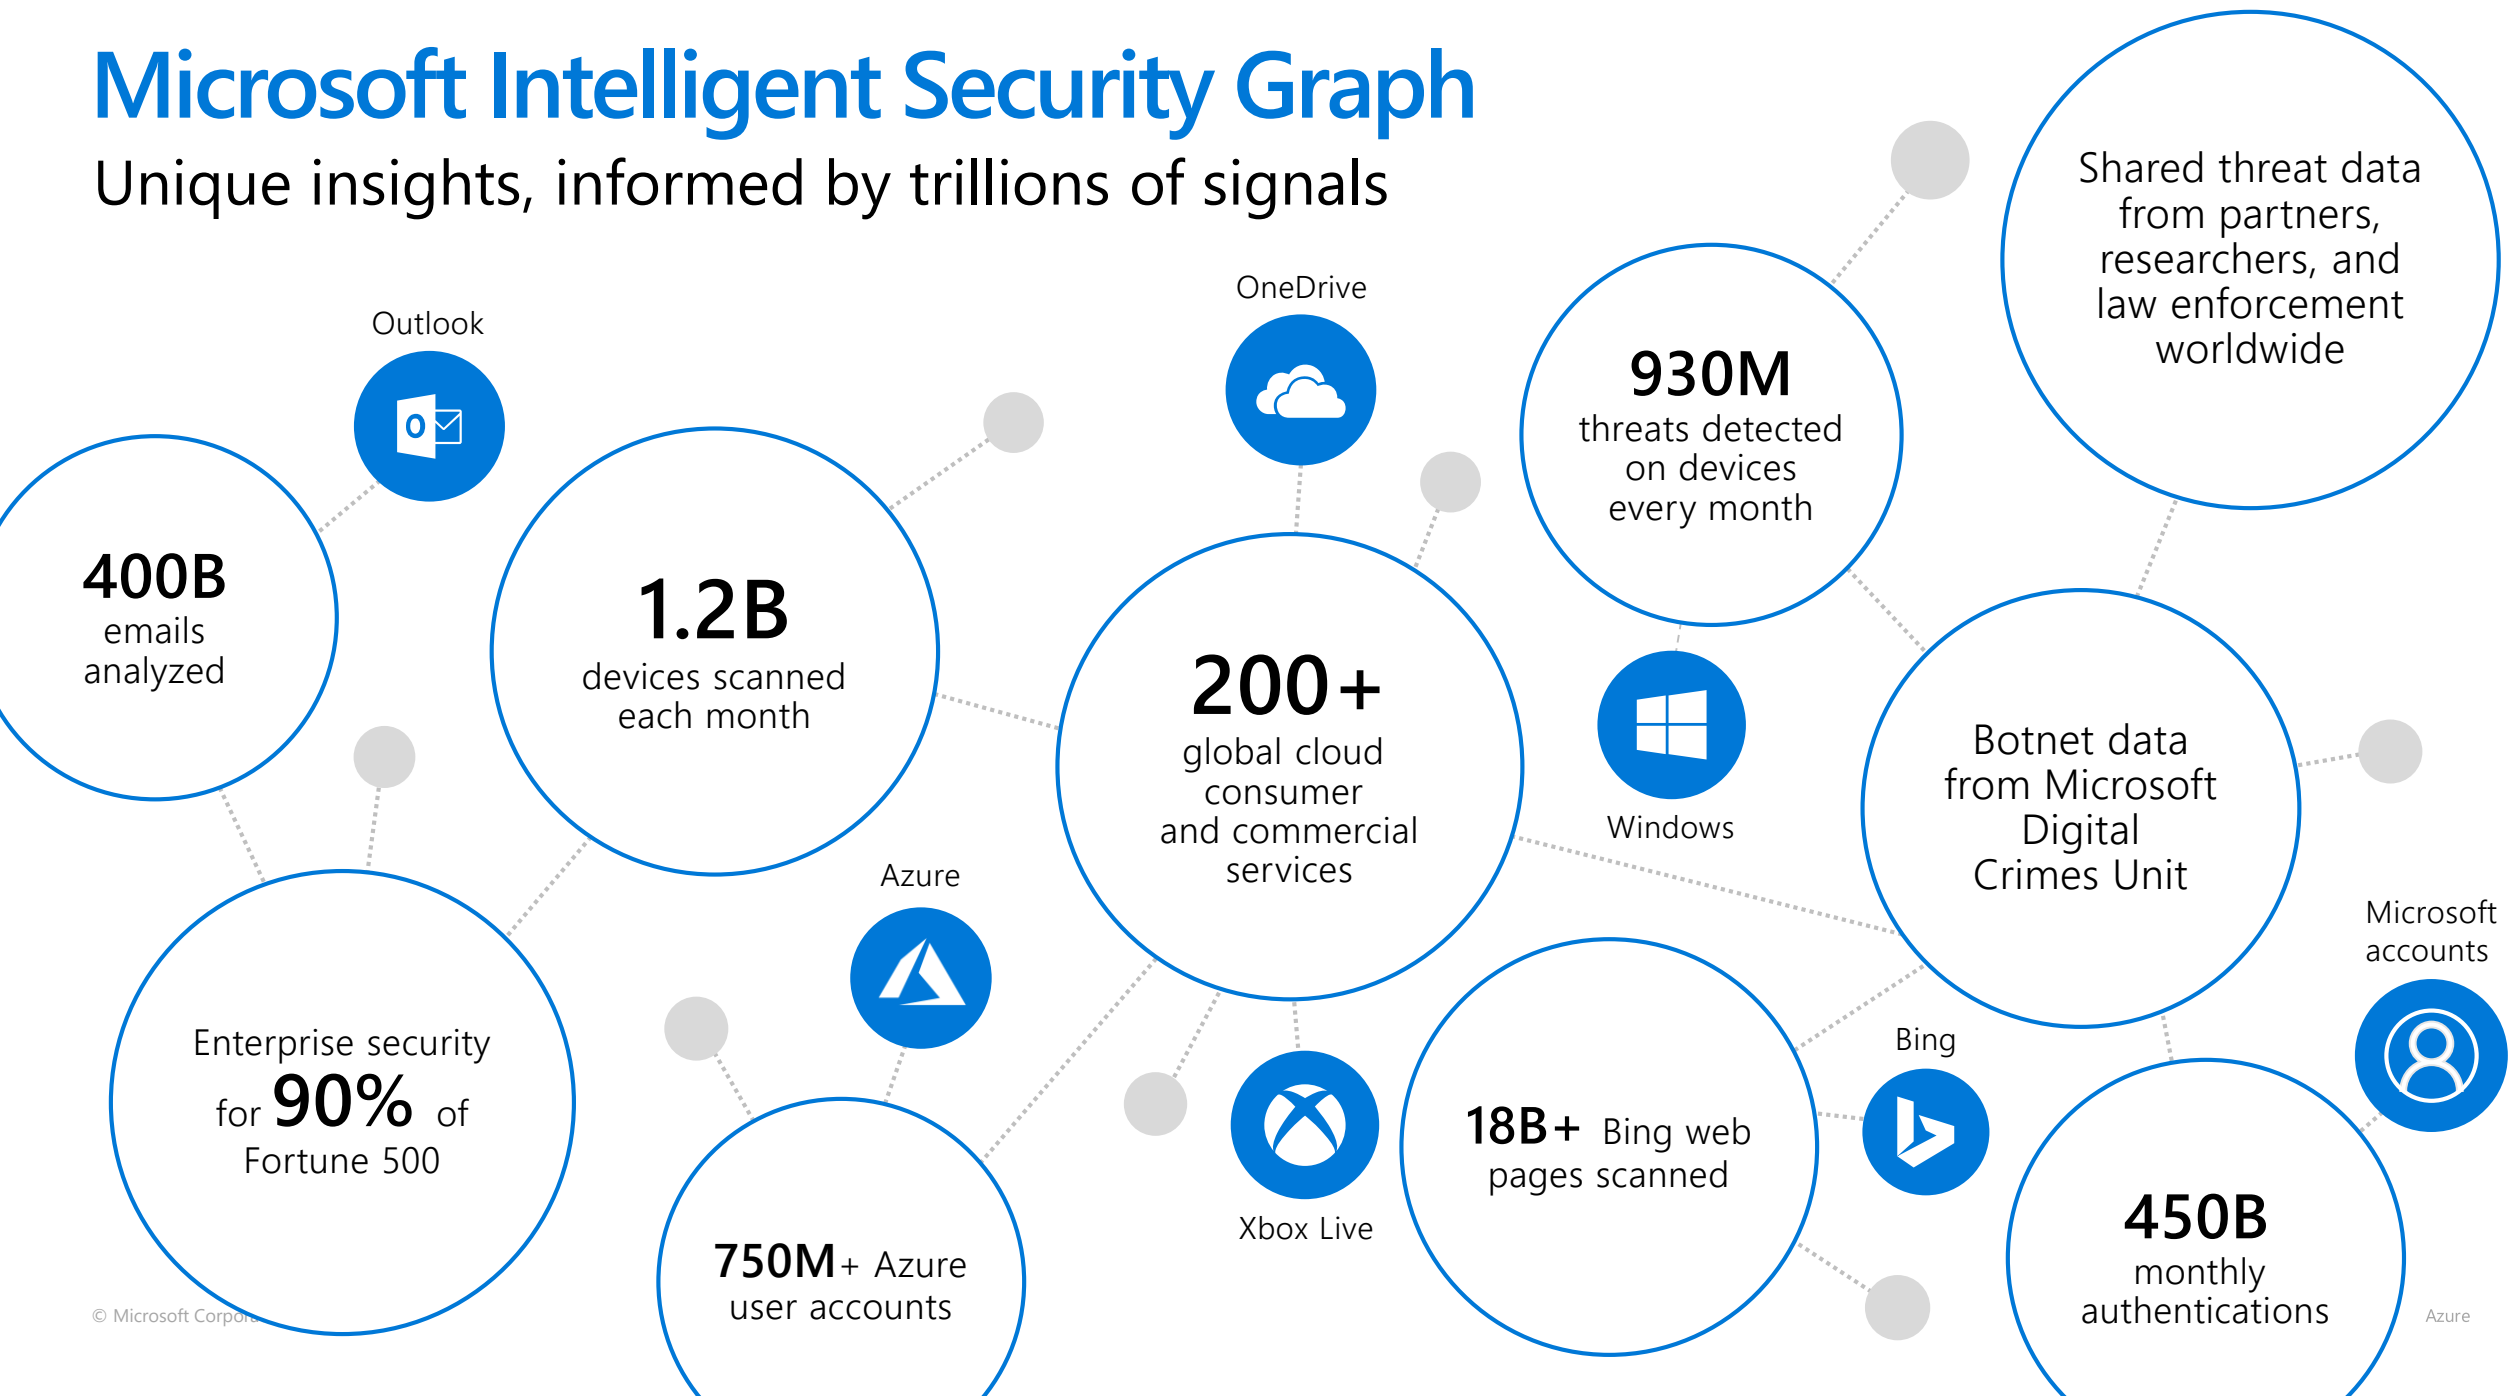 Microsoft Intelligent Security Graph
Unique insights, informed by trillions of signals
Outlook
400B
emails
analyzed
1.2B
devices scanned
each month
OneDrive
200+
global cloud
consumer
and commercial
services
930M
threats detected
on devices
every month
Shared threat data
from partners,
researchers, and
law enforcement
worldwide
Windows
Botnet data
from Microsoft
Digital
Crimes Unit
Microsoft
accounts
Enterprise security
for 90% of
Fortune 500
Azure
750M+ Azure
user accounts
Xbox Live
18B+ Bing web
pages scanned
Bing
450B
monthly
authentications
© Microsoft
Azure